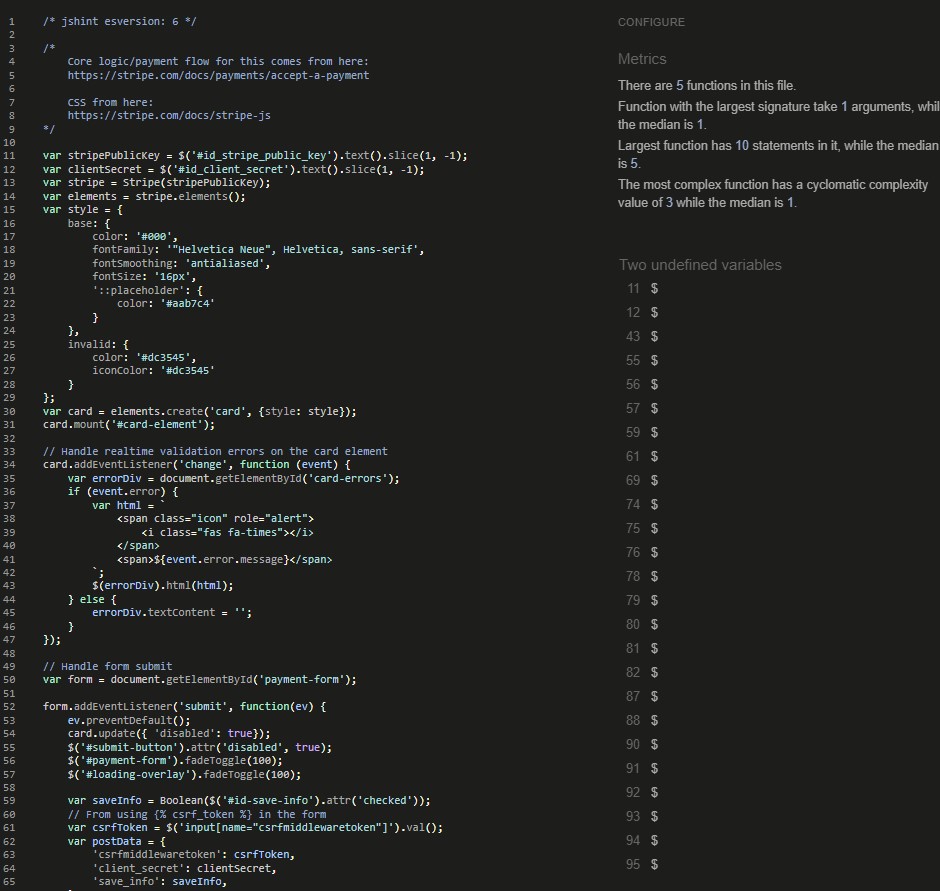 1 /* jshint esversion: 6 */
2
3 /*
4 Core logic/payment flow for this comes from here:
5 https://stripe.com/docs/payments/accept-a-payment
6
7 CSS from here:
8 https://stripe.com/docs/stripe-js
9 */
10
11 var stripePublicKey = $('#id_stripe_public_key').text().slice(1, -1);
12 var clientSecret = $('#id_client_secret').text().slice(1, -1);
13 var stripe = Stripe(stripePublicKey);
14 var elements = stripe.elements();
15 var style = {
16 base: {
17 color: '#000',
18 fontFamily: '"Helvetica Neue", Helvetica, sans-serif',
19 fontSmoothing: 'antialiased',
20 fontSize: '16px',
21 '::placeholder': {
22 color: '#aab7c4'
23 }
24 },
25 invalid: {
26 color: '#dc3545',
27 iconColor: '#dc3545'
28 }
29 };
30 var card = elements.create('card', {style: style});
31 card.mount('#card-element');
32
33 // Handle realtime validation errors on the card element
34 card.addEventListener('change', function (event) {
35 var errorDiv = document.getElementById('card-errors');
36 if (event.error) {
37 var html = `
38 <span class="icon" role="alert">
39 <i class="fas fa-times"></i>
40 </span>
41 <span>${event.error.message}</span>
42 `;
43 $(errorDiv).html(html);
44 } else {
45 errorDiv.textContent = '';
46 }
47 });
48
49 // Handle form submit
50 var form = document.getElementById('payment-form');
51
52 form.addEventListener('submit', function(ev) {
53 ev.preventDefault();
54 card.update({ 'disabled': true});
55 $('#submit-button').attr('disabled', true);
56 $('#payment-form').fadeToggle(100);
57 $('#loading-overlay').fadeToggle(100);
58
59 var saveInfo = Boolean($('#id-save-info').attr('checked'));
60 // From using {% csrf_token %} in the form
61 var csrfToken = $('input[name="csrfmiddlewaretoken"]').val();
62 var postData = {
63 'csrfmiddlewaretoken': csrfToken,
64 'client_secret': clientSecret,
65 'save_info': saveInfo,
CONFIGURE
Metrics
There are 5 functions in this file.
Function with the largest signature take 1 arguments, whil
the median is 1.
Largest function has 10 statements in it, while the median
is 5.
The most complex function has a cyclomatic complexity
value of 3 while the median is 1.
Two undefined variables
11 $
12 $
43 $
55 $
56 $
57 $
59 $
61 $
69 $
74 $
75 $
76 $
78 $
79 $
80 $
81 $
82 $
87 $
88 $
90 $
91 $
92 $
93 $
94 $
95 $